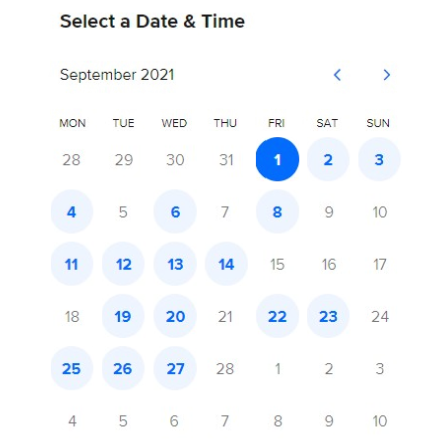 Select a Date & Time
September 2021
MON TUE WED THU FRI SAT SUN
28 29 30 31 1 2 3
4 5 6 7 8 9 10
11 12 13 14 15 16 17
18 19 20 21 22 23 24
25 26 27 28 1 2 3
4 5 6 7 8 9 10